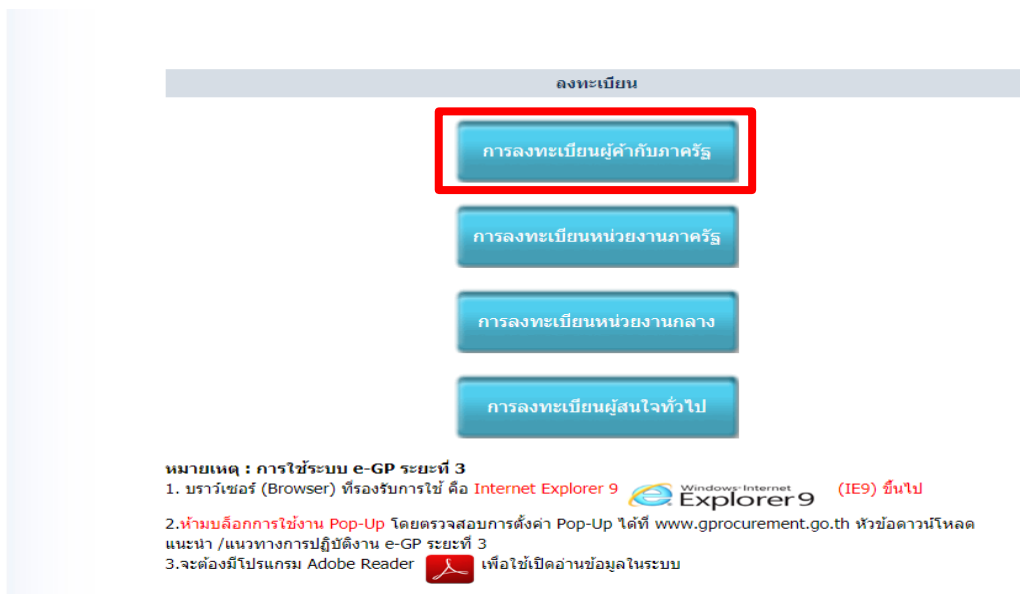 ลงทะเบียน
การลงทะเบียนผู้ค้ากับภาครัฐ
การลงทะเบียนหน่วยงานภาครัฐ
การลงทะเบียนหน่วยงานกลาง
การลงทะเบียนผู้สนใจทั่วไป
หมายเหตุ : การใช้ระบบ e-GP ระยะที่ 3
1. บราว์เซอร์ (Browser) ที่รองรับการใช้ คือ Internet Explorer 9 Windows Internet Explorer 9 (IE9) ขึ้นไป
2.ห้ามบล็อกการใช้งาน Pop-Up โดยตรวจสอบการตั้งค่า Pop-Up ได้ที่ www.gprocurement.go.th หัวข้อดาวน์โหลด
แนะนำ /แนวทางการปฏิบัติงาน e-GP ระยะที่ 3
3.จะต้องมีโปรแกรม Adobe Reader เพื่อใช้เปิดอ่านข้อมูลในระบบ